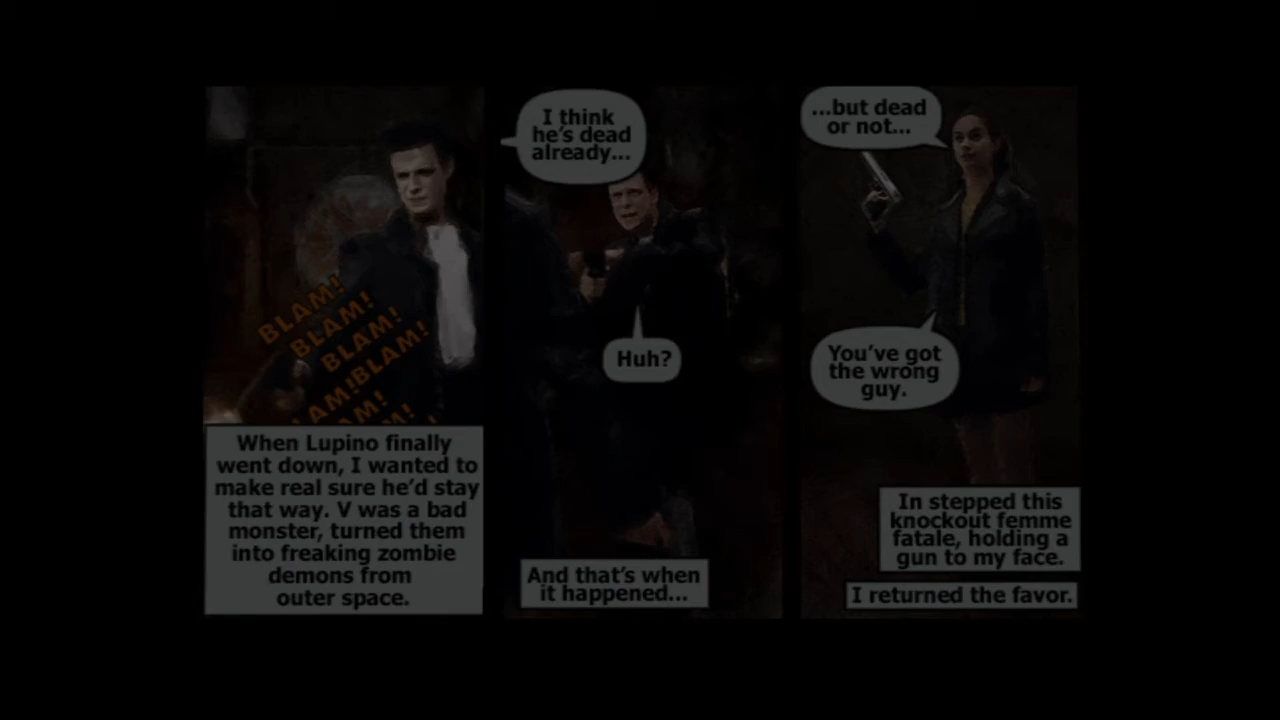 BLAM!
BLAM!
BLAM!
BLAM!
AM!
AM!
M!
!
When Lupino finally
went down, I wanted to
make real sure he'd stay
that way. V was a bad
monster, turned them
into freaking zombie
demons from
outer space.
I think
he's dead
already...
Huh?
And that's when
it happened...
...but dead
or not...
You've got
the wrong
guy.
In stepped this
knockout femme
fatale, holding a
gun to my face.
I returned the favor.